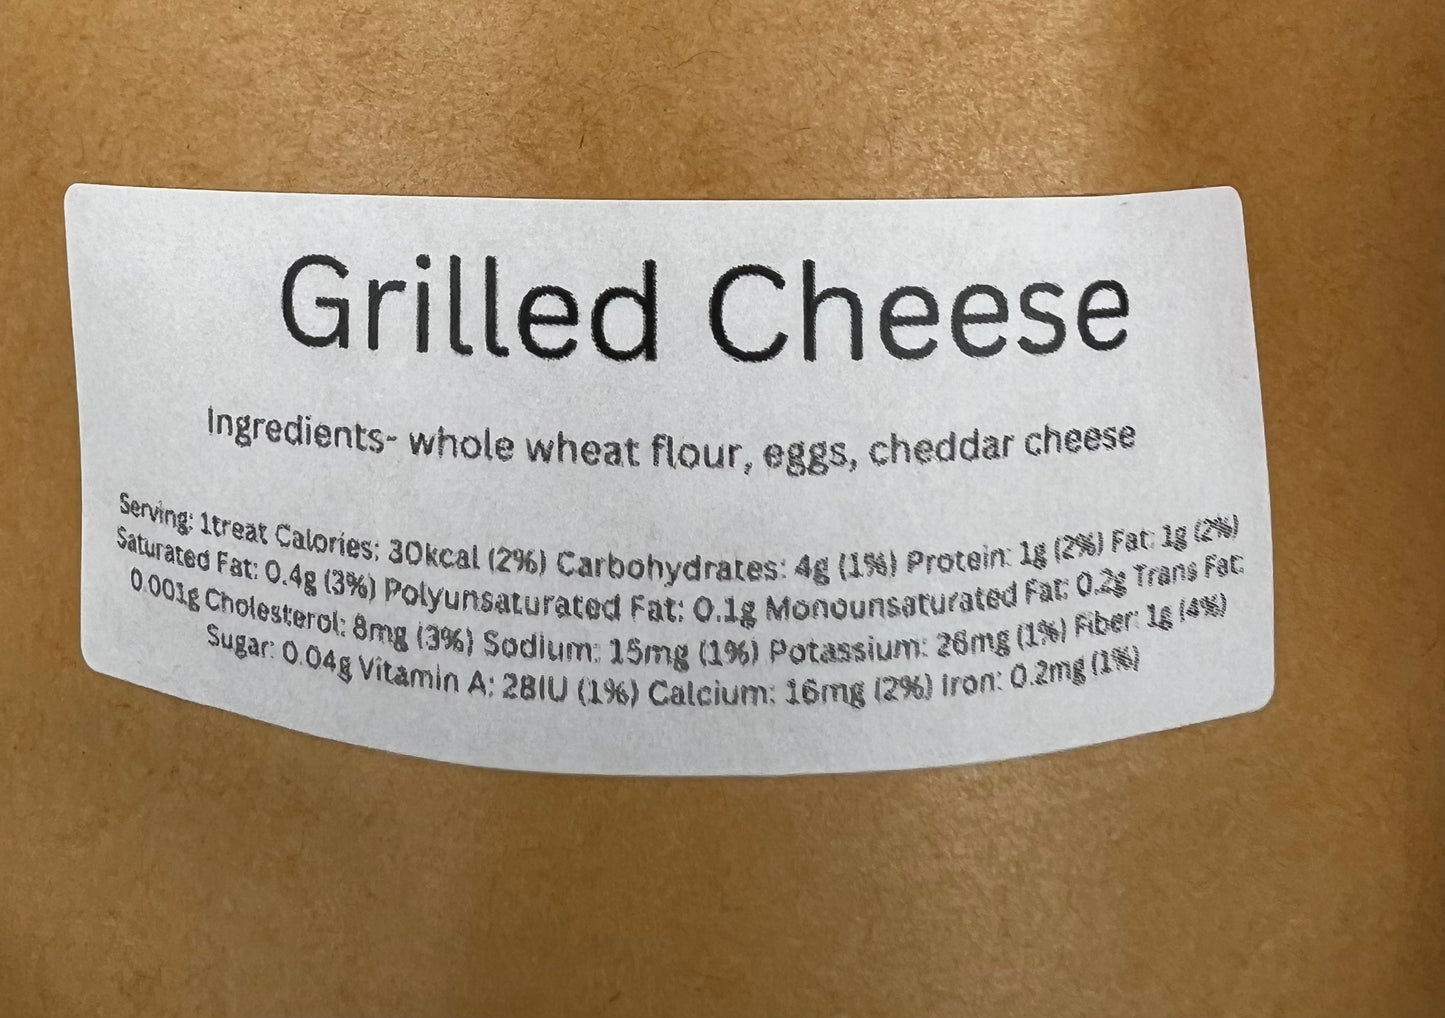 Grilled Cheese
Ingredients- whole wheat flour, eggs, cheddar cheese
Serving: 1treat Calories: 30kcal (2%) Carbohydrates: 4g (1%) Protein: 1g (2%) Fat: 1g (2%)
Saturated Fat: 0.4g (3%) Polyunsaturated Fat: 0.1g Monounsaturated Fat: 0.2g Trans Fat:
0.001g Cholesterol: 8mg (3%) Sodium: 15mg (1%) Potassium: 26mg (1%) Fiber: 1g (4%)
Sugar: 0.04g Vitamin A: 28IU (1%) Calcium: 16mg (2%) Iron: 0.2mg (1%)